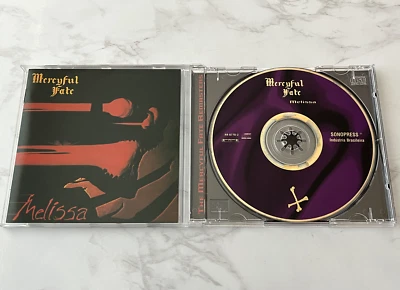 Mercyful
Fate
Melissa
The Mercyful Fate Remasters
Mercyful
Fate
Melissa
SONOPRESS
Indústria Brasileira